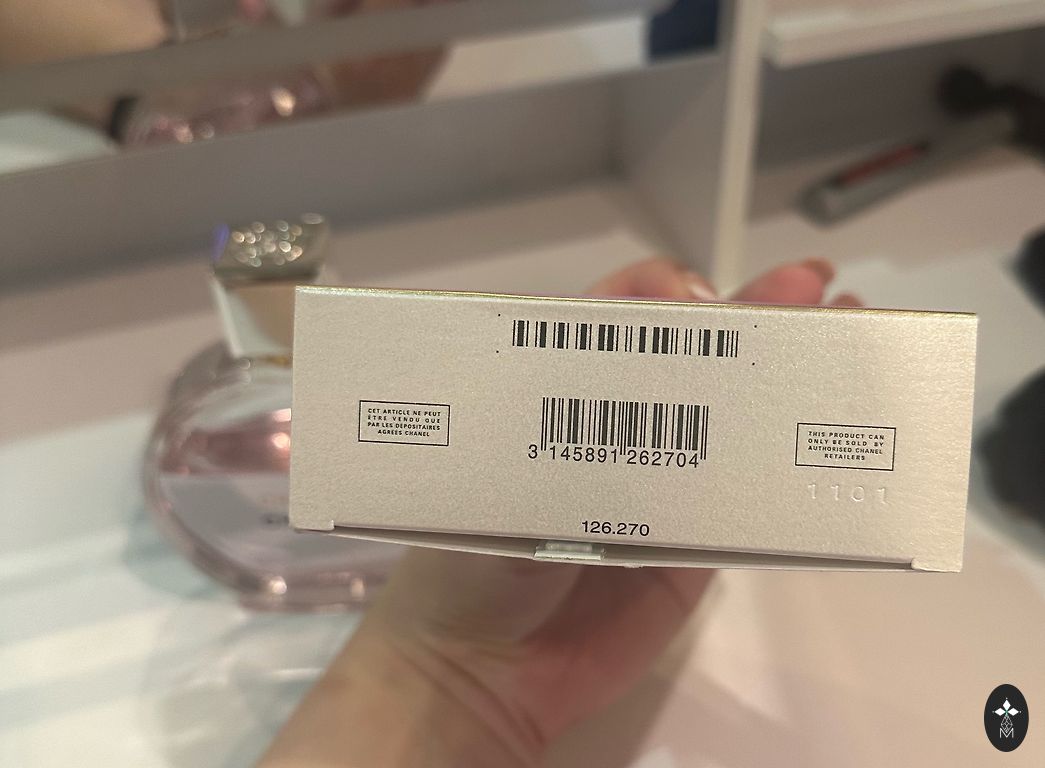 CET ARTICLE NE PEUT
ÊTRE VENDU QUE
PAR LES DÉPOSITAIRES
AGRÉÉS CHANEL
3 145891 262704
THIS PRODUCT CAN
ONLY BE SOLD BY
AUTHORISED CHANEL
RETAILERS
1101
126.270
M